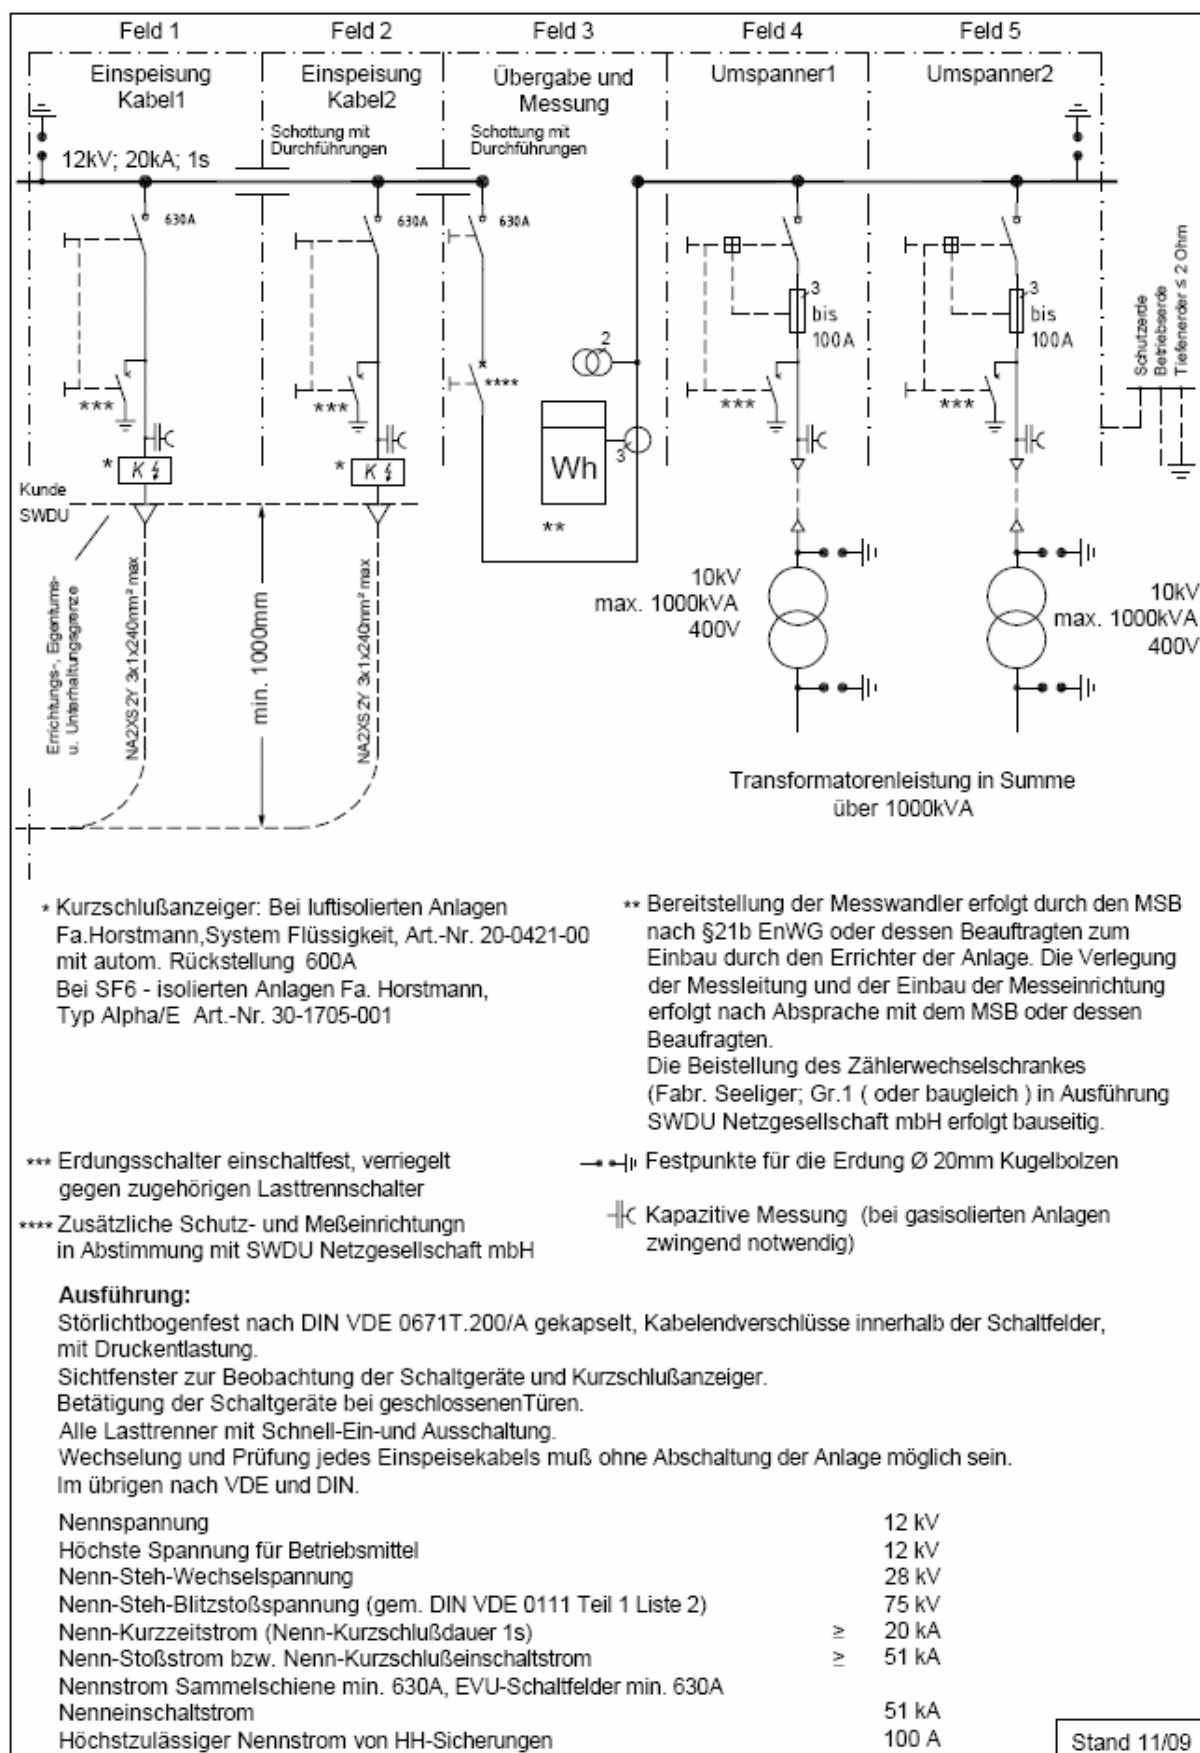 Feld 1
Feld 2
Feld 3
Feld 4
Feld 5
Einspeisung
Kabel1
Einspeisung
Kabel2
Übergabe und
Messung
Umspanner1
Umspanner2
Schottung mit
Durchführungen
Schottung mit
Durchführungen
12kV; 20kA; 1s
630A
630A
630A
3
bis
100A
3
bis
100A
2
****
***
***
***
***
Wh
3
**
* K
* K
Schutzerde
Betriebserde
Tiefenerder ≤ 2 Ohm
Kunde
SWDU
Errichtungs-, Eigentums-
u. Unterhaltungsgrenze
NA2XS2Y 3x1x240mm² max
min. 1000mm
NA2XS2Y 3x1x240mm² max
10kV
max. 1000kVA
400V
10kV
max. 1000kVA
400V
Transformatorenleistung in Summe
über 1000kVA
* Kurzschlußanzeiger: Bei luftisolierten Anlagen
Fa.Horstmann,System Flüssigkeit, Art.-Nr. 20-0421-00
mit autom. Rückstellung 600A
Bei SF6 - isolierten Anlagen Fa. Horstmann,
Typ Alpha/E Art.-Nr. 30-1705-001
** Bereitstellung der Messwandler erfolgt durch den MSB
nach §21b EnWG oder dessen Beauftragten zum
Einbau durch den Errichter der Anlage. Die Verlegung
der Messleitung und der Einbau der Messeinrichtung
erfolgt nach Absprache mit dem MSB oder dessen
Beaufragten.
Die Beistellung des Zählerwechselschrankes
(Fabr. Seeliger; Gr.1 ( oder baugleich ) in Ausführung
SWDU Netzgesellschaft mbH erfolgt bauseitig.
*** Erdungsschalter einschaltfest, verriegelt
gegen zugehörigen Lasttrennschalter
**** Zusätzliche Schutz- und Meßeinrichtungn
in Abstimmung mit SWDU Netzgesellschaft mbH
Festpunkte für die Erdung Ø 20mm Kugelbolzen
Kapazitive Messung (bei gasisolierten Anlagen
zwingend notwendig)
Ausführung:
Störlichtbogenfest nach DIN VDE 0671T.200/A gekapselt, Kabelendverschlüsse innerhalb der Schaltfelder,
mit Druckentlastung.
Sichtfenster zur Beobachtung der Schaltgeräte und Kurzschlußanzeiger.
Betätigung der Schaltgeräte bei geschlossenenTüren.
Alle Lasttrenner mit Schnell-Ein-und Ausschaltung.
Wechselung und Prüfung jedes Einspeisekabels muß ohne Abschaltung der Anlage möglich sein.
Im übrigen nach VDE und DIN.
Nennspannung 12 kV
Höchste Spannung für Betriebsmittel 12 kV
Nenn-Steh-Wechselspannung 28 kV
Nenn-Steh-Blitzstoßspannung (gem. DIN VDE 0111 Teil 1 Liste 2) 75 kV
Nenn-Kurzzeitstrom (Nenn-Kurzschlußdauer 1s) ≥ 20 kA
Nenn-Stoßstrom bzw. Nenn-Kurzschlußeinschaltstrom ≥ 51 kA
Nennstrom Sammelschiene min. 630A, EVU-Schaltfelder min. 630A
Nenneinschaltstrom 51 kA
Höchstzulässiger Nennstrom von HH-Sicherungen 100 A
Stand 11/09